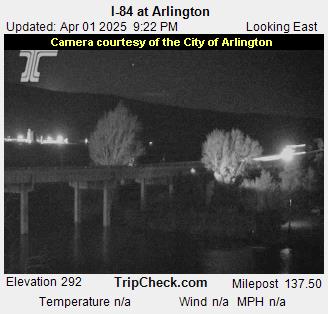 I-84 at Arlington
Updated: Apr 01 2025 9:22 PM Looking East
Camera courtesy of the City of Arlington
Elevation 292 TripCheck.com Milepost 137.50
Temperature n/a Wind n/a MPH n/a